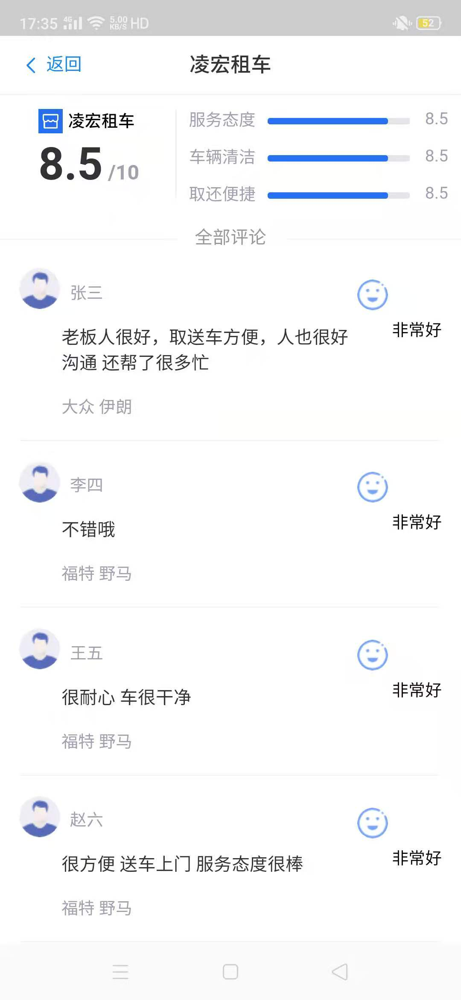 17:35 4G 5.00 KB/S HD 52
返回 凌宏租车
凌宏租车
8.5 /10
服务态度 8.5
车辆清洁 8.5
取还便捷 8.5
全部评论
张三
非常好
老板人很好，取送车方便，人也很好
沟通 还帮了很多忙
大众 伊朗
李四
非常好
不错哦
福特 野马
王五
非常好
很耐心 车很干净
福特 野马
赵六
非常好
很方便 送车上门 服务态度很棒
福特 野马